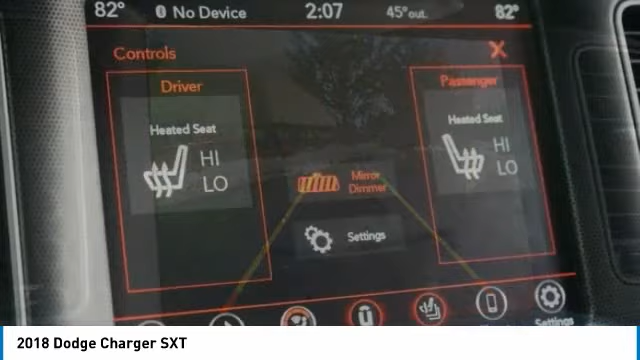 82° No Device 2:07 45° out. 82°
Controls X
Driver
Heated Seat
HI
LO
Mirror
Dimmer
Settings
Passenger
Heated Seat
HI
LO
Settings
2018 Dodge Charger SXT